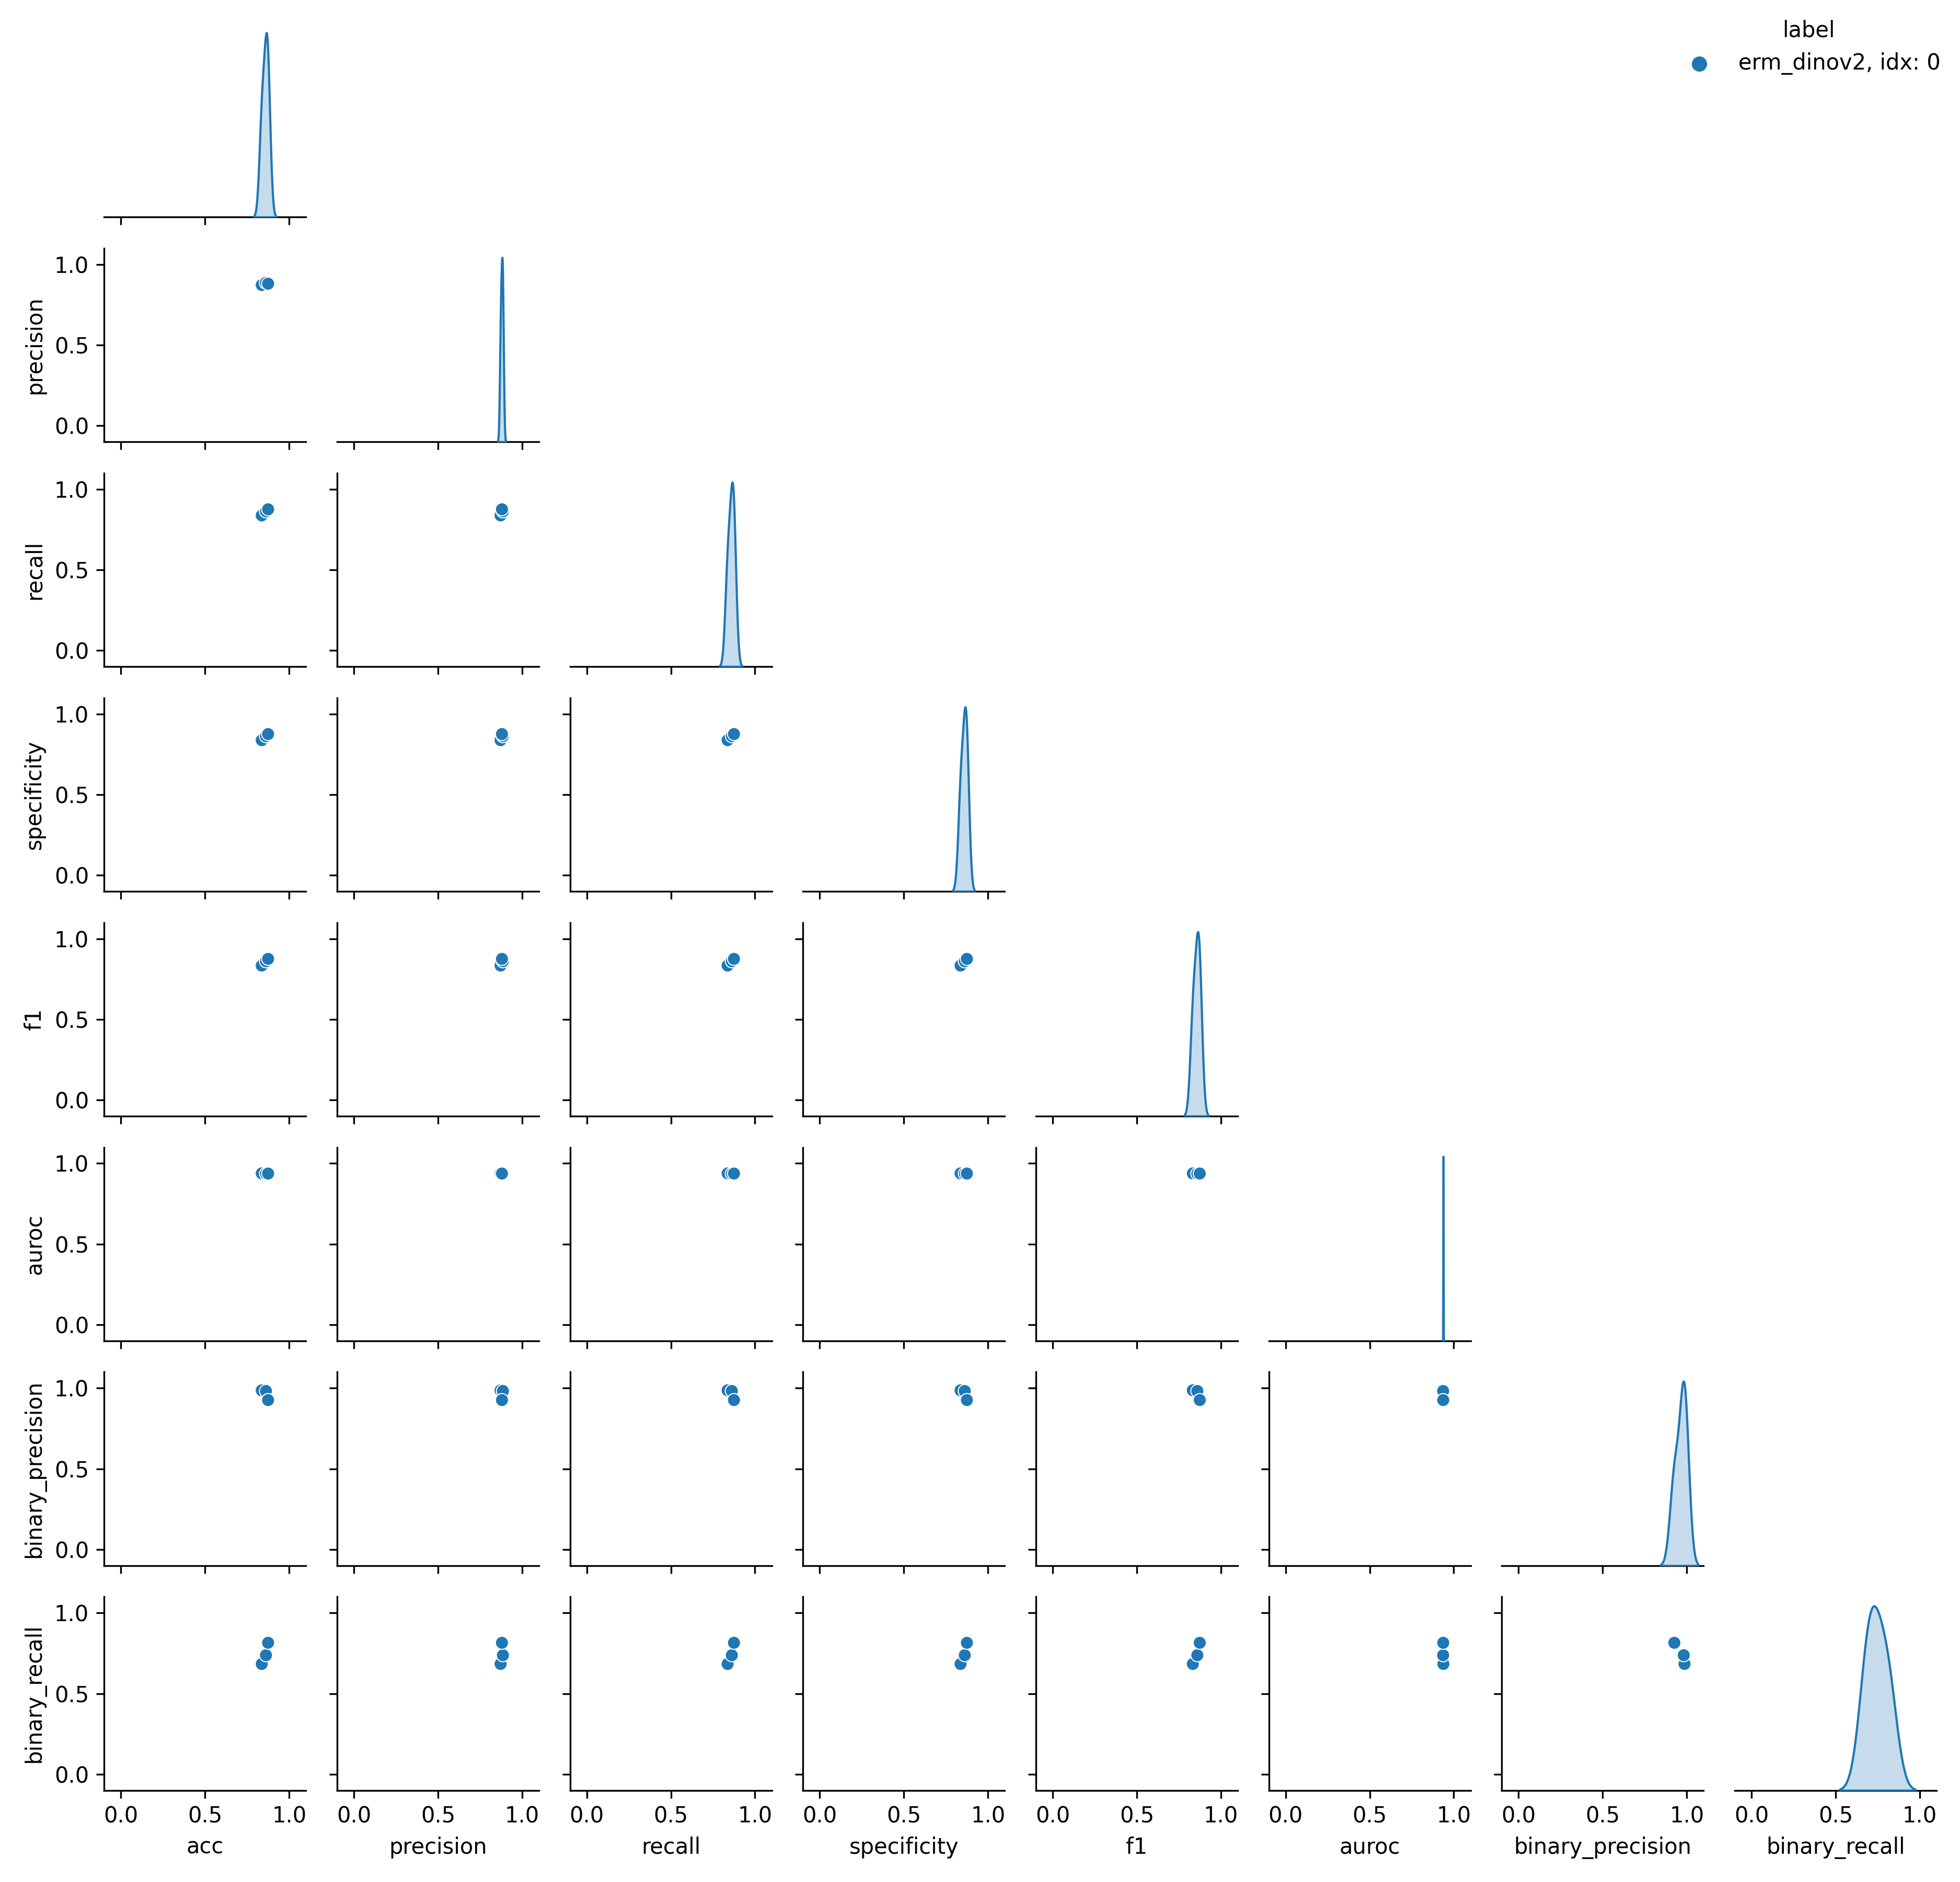 label
erm_dinov2, idx: 0
1.0
precision
0.5
0.0
1.0
recall
0.5
0.0
1.0
specificity
0.5
0.0
1.0
f1
0.5
0.0
1.0
auroc
0.5
0.0
1.0
binary_precision
0.5
0.0
1.0
binary_recall
0.5
0.0
0.0 0.5 1.0 0.0 0.5 1.0 0.0 0.5 1.0 0.0 0.5 1.0 0.0 0.5 1.0 0.0 0.5 1.0 0.0 0.5 1.0 0.0 0.5 1.0
acc precision recall specificity f1 auroc binary_precision binary_recall